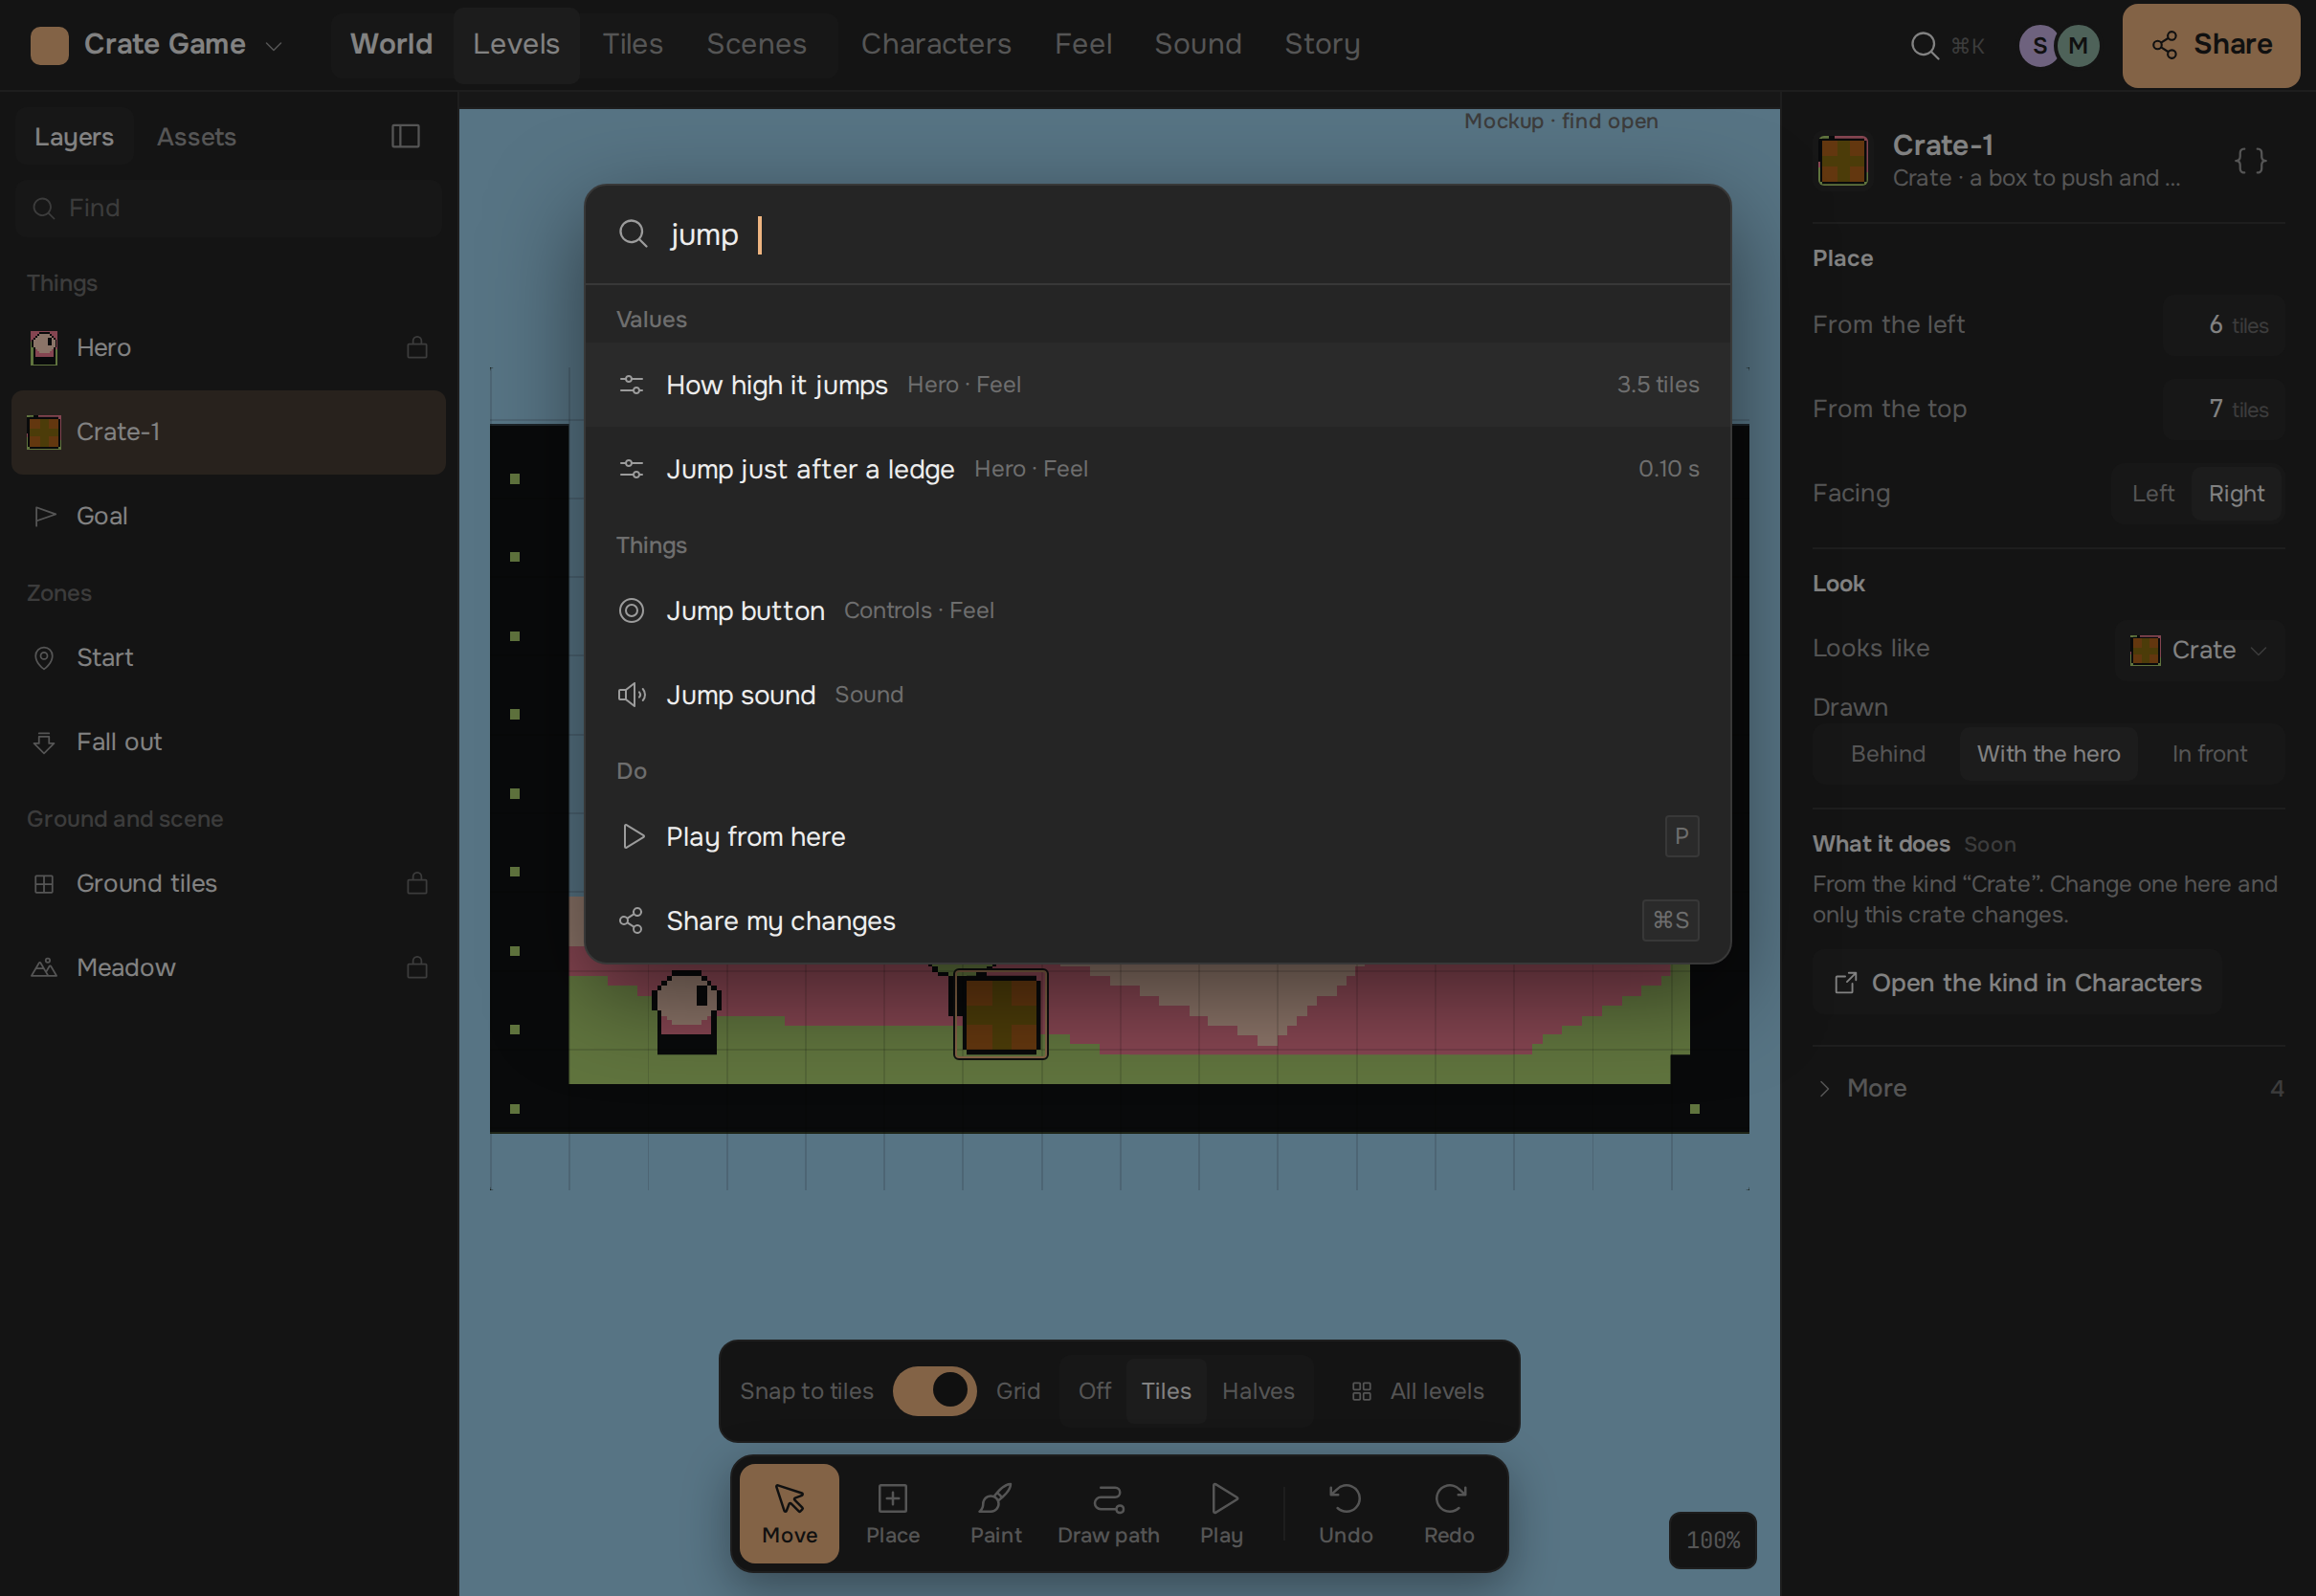 Crate Game World Levels Tiles Scenes Characters Feel Sound Story ⌘K S M Share
Layers Assets
Find
Things
Hero
Crate-1
Goal
Zones
Start
Fall out
Ground and scene
Ground tiles
Meadow
Mockup · find open
jump
Values
How high it jumps Hero · Feel 3.5 tiles
Jump just after a ledge Hero · Feel 0.10 s
Things
Jump button Controls · Feel
Jump sound Sound
Do
Play from here P
Share my changes ⌘S
Snap to tiles Grid Off Tiles Halves All levels
Move Place Paint Draw path Play Undo Redo
100%
Crate-1
Crate · a box to push and ...
{ }
Place
From the left 6 tiles
From the top 7 tiles
Facing Left Right
Look
Looks like Crate
Drawn
Behind With the hero In front
What it does Soon
From the kind “Crate”. Change one here and
only this crate changes.
Open the kind in Characters
More 4